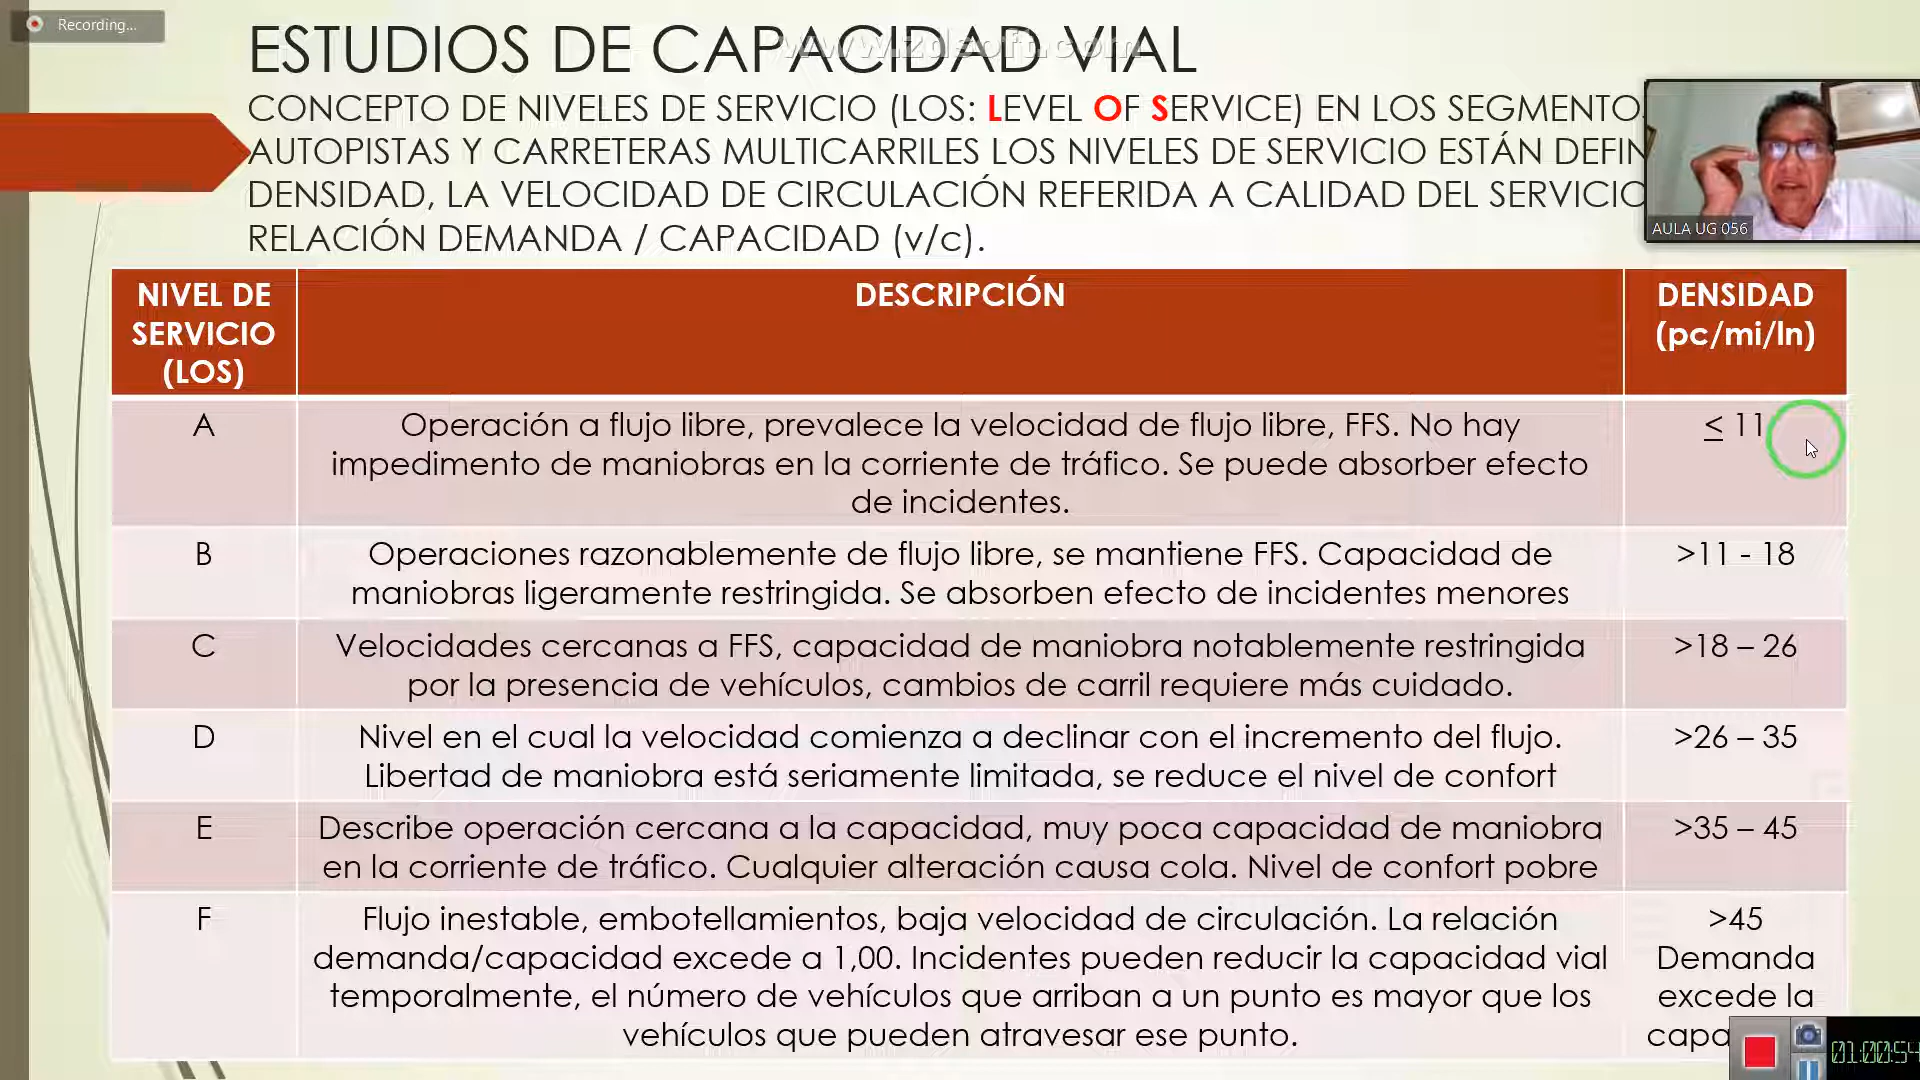 Recording...
ESTUDIOS DE CAPACIDAD VIAL
www.zdsoft.com
CONCEPTO DE NIVELES DE SERVICIO (LOS: LEVEL OF SERVICE) EN LOS SEGMENTO
AUTOPISTAS Y CARRETERAS MULTICARRILES LOS NIVELES DE SERVICIO ESTÁN DEFIN
DENSIDAD, LA VELOCIDAD DE CIRCULACIÓN REFERIDA A CALIDAD DEL SERVICIO
RELACIÓN DEMANDA / CAPACIDAD (v/c).
AULA UG 056
NIVEL DE
SERVICIO
(LOS)
DESCRIPCIÓN
DENSIDAD
(pc/mi/ln)
A
Operación a flujo libre, prevalece la velocidad de flujo libre, FFS. No hay
impedimento de maniobras en la corriente de tráfico. Se puede absorber efecto
de incidentes.
≤ 11
B
Operaciones razonablemente de flujo libre, se mantiene FFS. Capacidad de
maniobras ligeramente restringida. Se absorben efecto de incidentes menores
>11 - 18
C
Velocidades cercanas a FFS, capacidad de maniobra notablemente restringida
por la presencia de vehículos, cambios de carril requiere más cuidado.
>18 – 26
D
Nivel en el cual la velocidad comienza a declinar con el incremento del flujo.
Libertad de maniobra está seriamente limitada, se reduce el nivel de confort
>26 – 35
E
Describe operación cercana a la capacidad, muy poca capacidad de maniobra
en la corriente de tráfico. Cualquier alteración causa cola. Nivel de confort pobre
>35 – 45
F
Flujo inestable, embotellamientos, baja velocidad de circulación. La relación
demanda/capacidad excede a 1,00. Incidentes pueden reducir la capacidad vial
temporalmente, el número de vehículos que arriban a un punto es mayor que los
vehículos que pueden atravesar ese punto.
>45
Demanda
excede la
capa
01:00:54